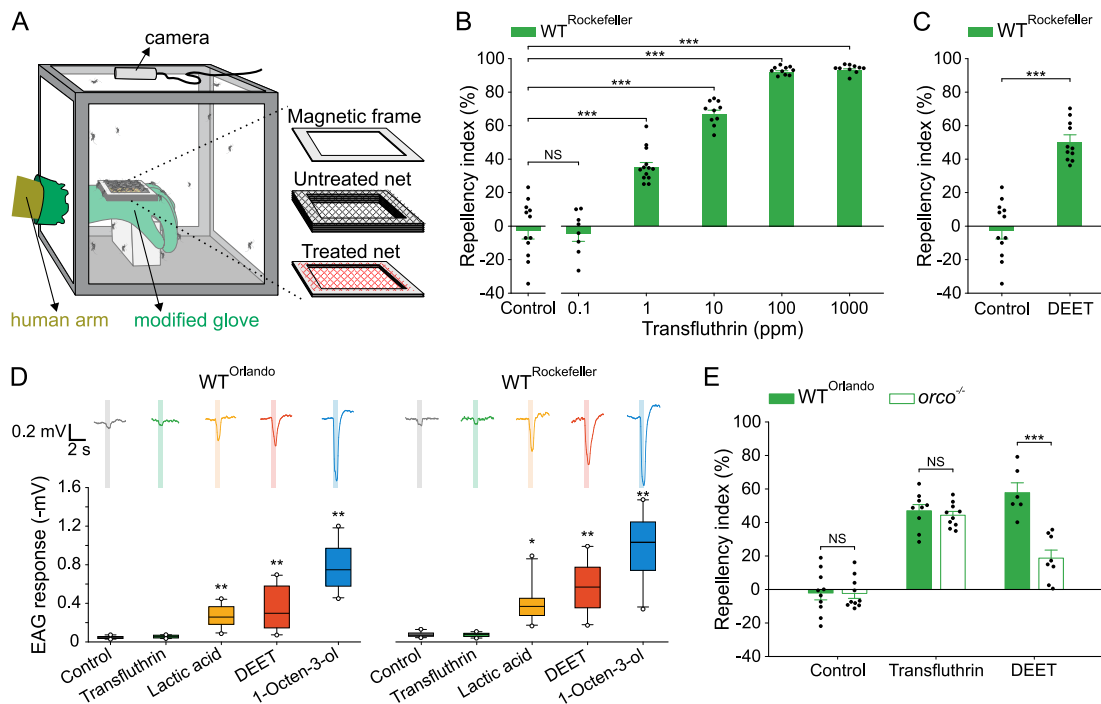 A
camera
Magnetic frame
Untreated net
Treated net
human arm
modified glove
B
WT^Rockefeller
Repellency index (%)
100
80
60
40
20
0
-20
-40
NS
***
***
***
***
Control
0.1
1
10
100
1000
Transfluthrin (ppm)
C
WT^Rockefeller
Repellency index (%)
100
80
60
40
20
0
-20
-40
***
Control
DEET
D
WT^Orlando
WT^Rockefeller
0.2 mV
2 s
EAG response (-mV)
1.6
1.2
0.8
0.4
0
**
**
**
*
**
**
Control
Transfluthrin
Lactic acid
DEET
1-Octen-3-ol
Control
Transfluthrin
Lactic acid
DEET
1-Octen-3-ol
E
WT^Orlando
orco^-/-
Repellency index (%)
100
80
60
40
20
0
-20
-40
NS
NS
***
Control
Transfluthrin
DEET